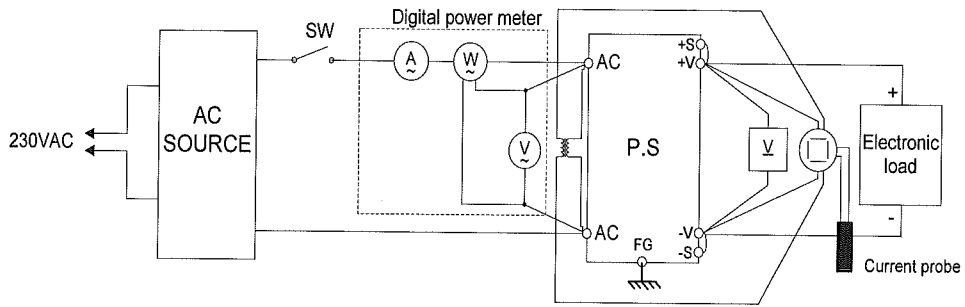 Digital power meter
SW
A
~
W
~
V
~
AC
AC
AC
SOURCE
230VAC
P.S
FG
+S
+V
-V
-S
V
+
Electronic
load
-
Current probe